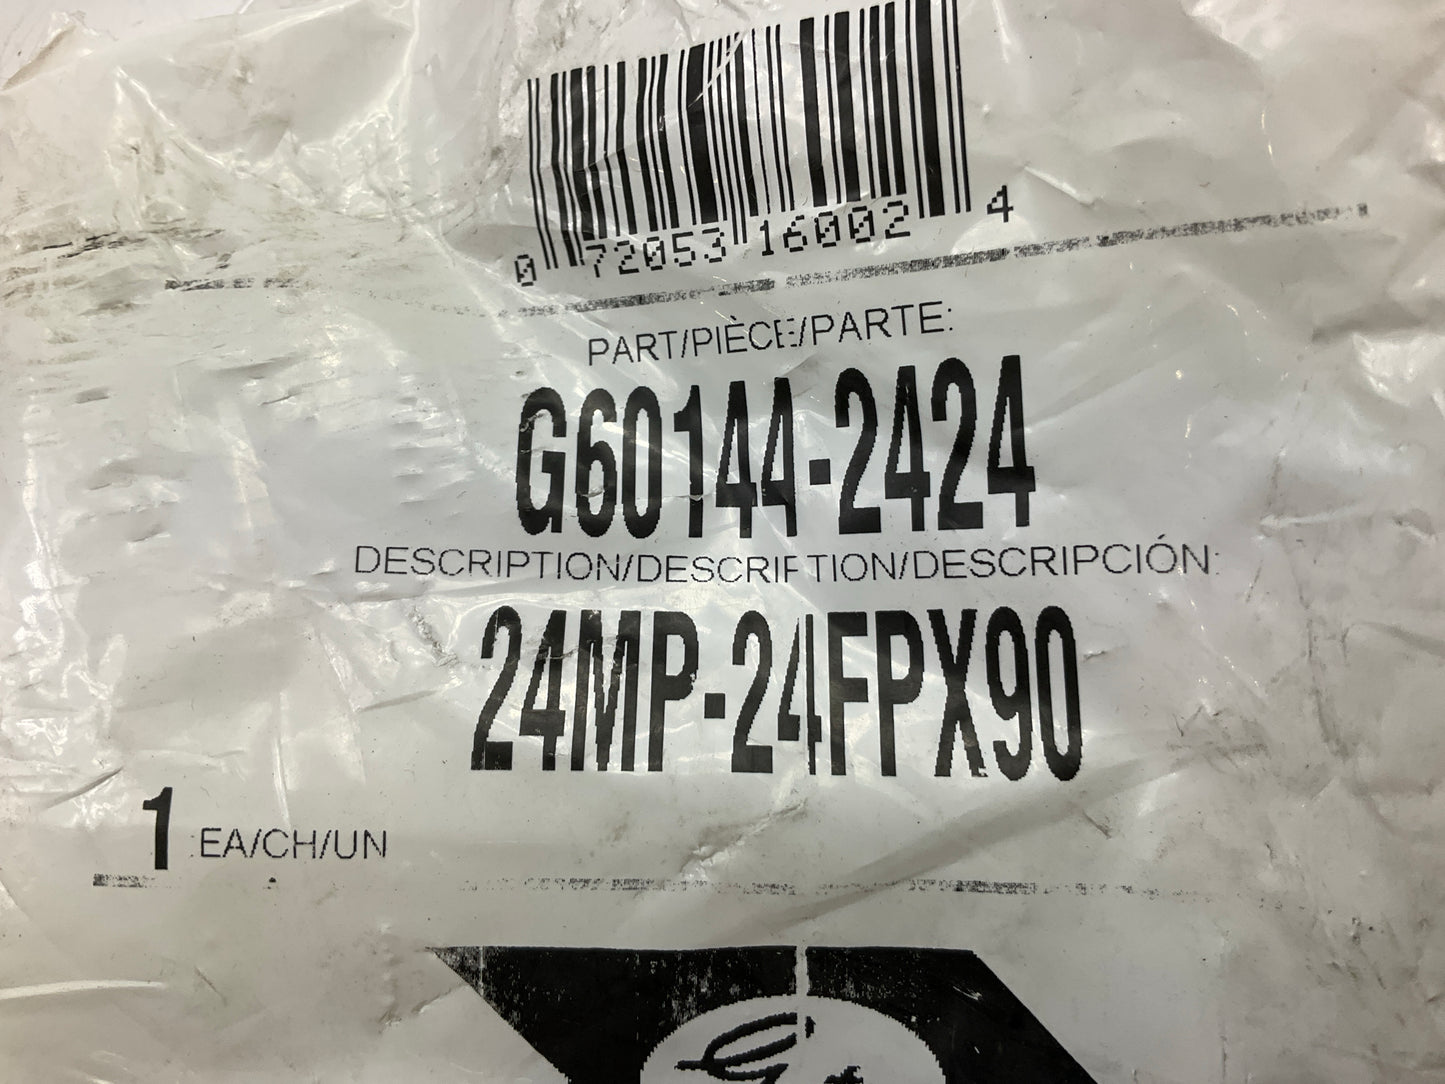 0 72053 16002 4
PART/PIÈCE/PARTE:
G60144-2424
DESCRIPTION/DESCRIPTION/DESCRIPCIÓN:
24MP-24FPX90
1 EA/CH/UN